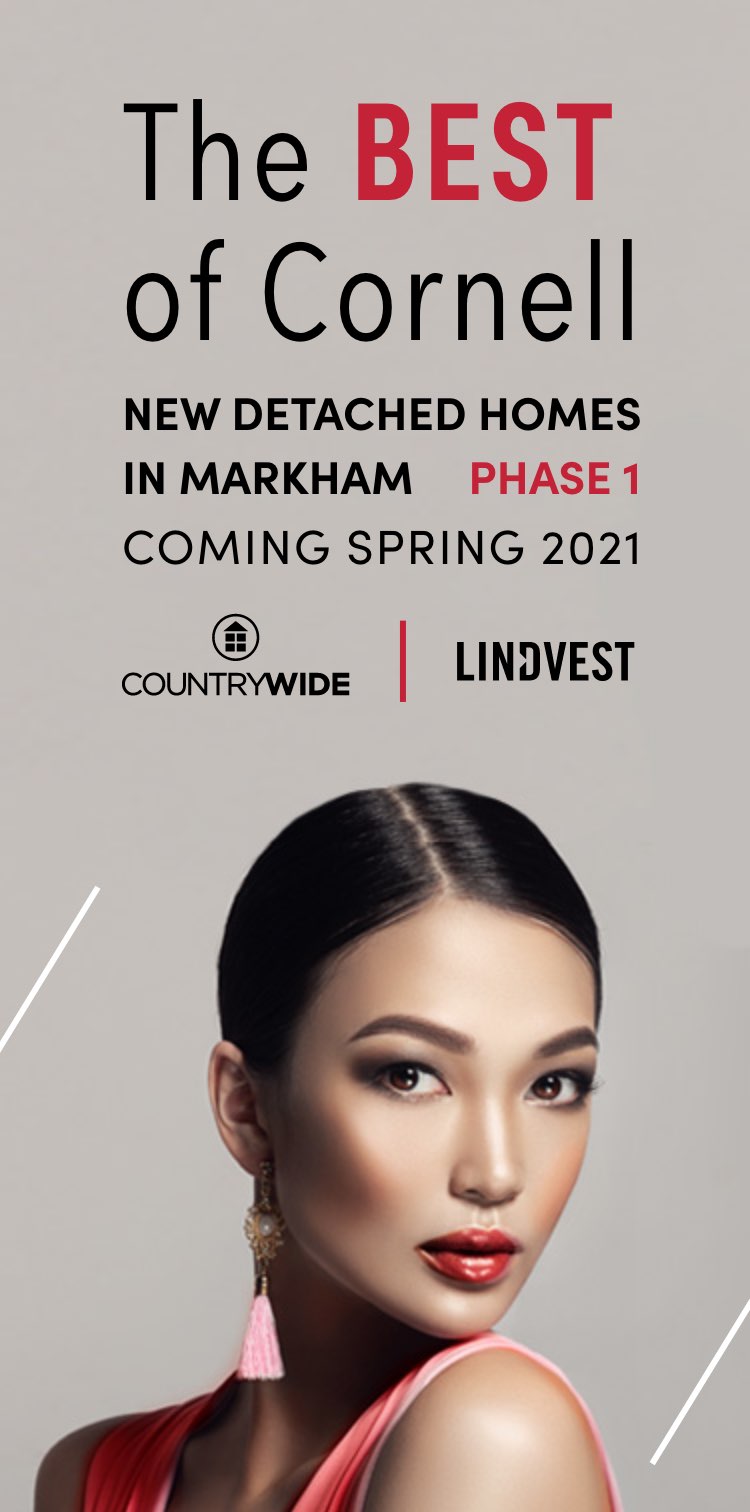 The BEST
of Cornell
NEW DETACHED HOMES
IN MARKHAM PHASE 1
COMING SPRING 2021
COUNTRYWIDE
LINDVEST